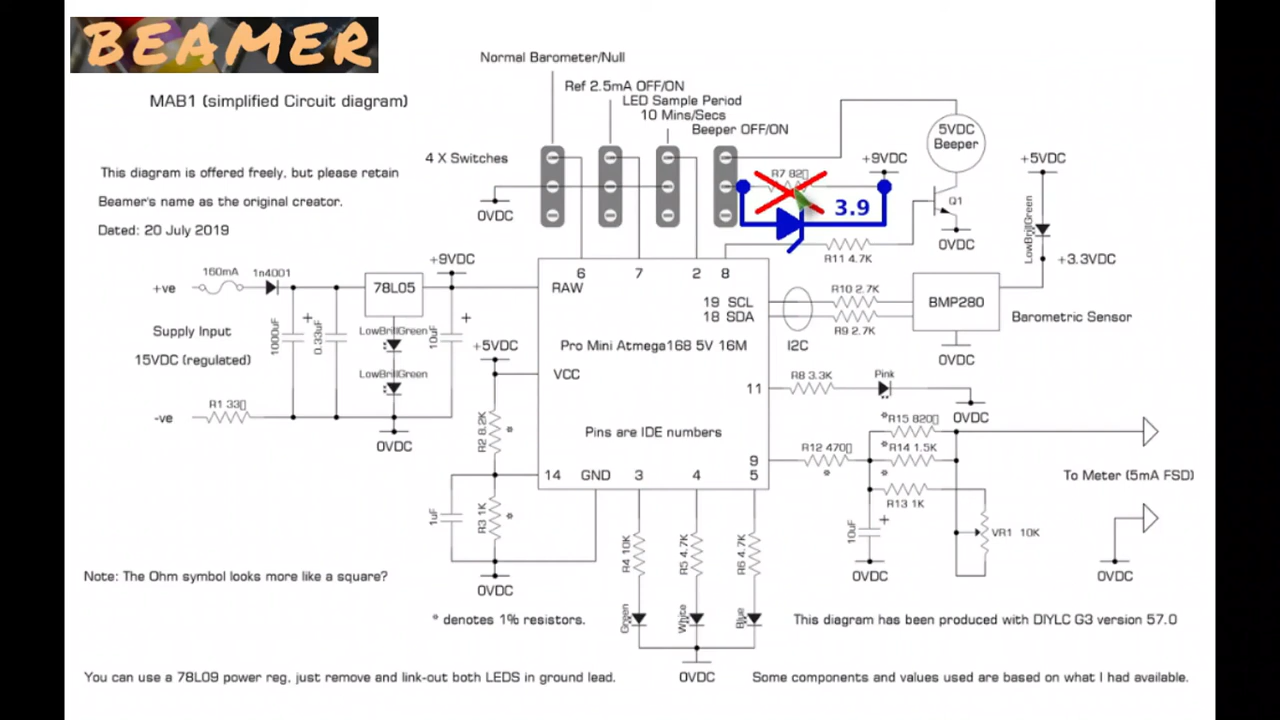 BEAMER
Normal Barometer/Null
MAB1 (simplified Circuit diagram)
Ref 2.5mA OFF/ON
LED Sample Period
10 Mins/Secs
Beeper OFF/ON
5VDC
Beeper
4 X Switches
+9VDC
+5VDC
This diagram is offered freely, but please retain
R7 82▯
Beamer's name as the original creator.
0VDC
3.9
Q1
Dated: 20 July 2019
0VDC
LowBrillGreen
R11 4.7K
+3.3VDC
160mA
1n4001
+9VDC
6
7
2
8
+ve
78L05
RAW
19 SCL
18 SDA
R10 2.7K
R9 2.7K
BMP280
Barometric Sensor
+
+
Supply Input
15VDC (regulated)
1000uF
0.33uF
LowBrillGreen
LowBrillGreen
10uF
+5VDC
Pro Mini Atmega168 5V 16M
I2C
0VDC
VCC
11
R8 3.3K
Pink
0VDC
-ve
R1 33▯
0VDC
R2 8.2K
*
Pins are IDE numbers
*R15 820▯
*R14 1.5K
*
R13 1K
R12 470▯
*
9
5
14
GND
3
4
To Meter (5mA FSD)
1uF
R3 1K
*
10uF
+
VR1 10K
R4 10K
R5 4.7K
R6 4.7K
Note: The Ohm symbol looks more like a square?
0VDC
0VDC
0VDC
* denotes 1% resistors.
Green
White
Blue
This diagram has been produced with DIYLC G3 version 57.0
You can use a 78L09 power reg, just remove and link-out both LEDS in ground lead.
0VDC
Some components and values used are based on what I had available.